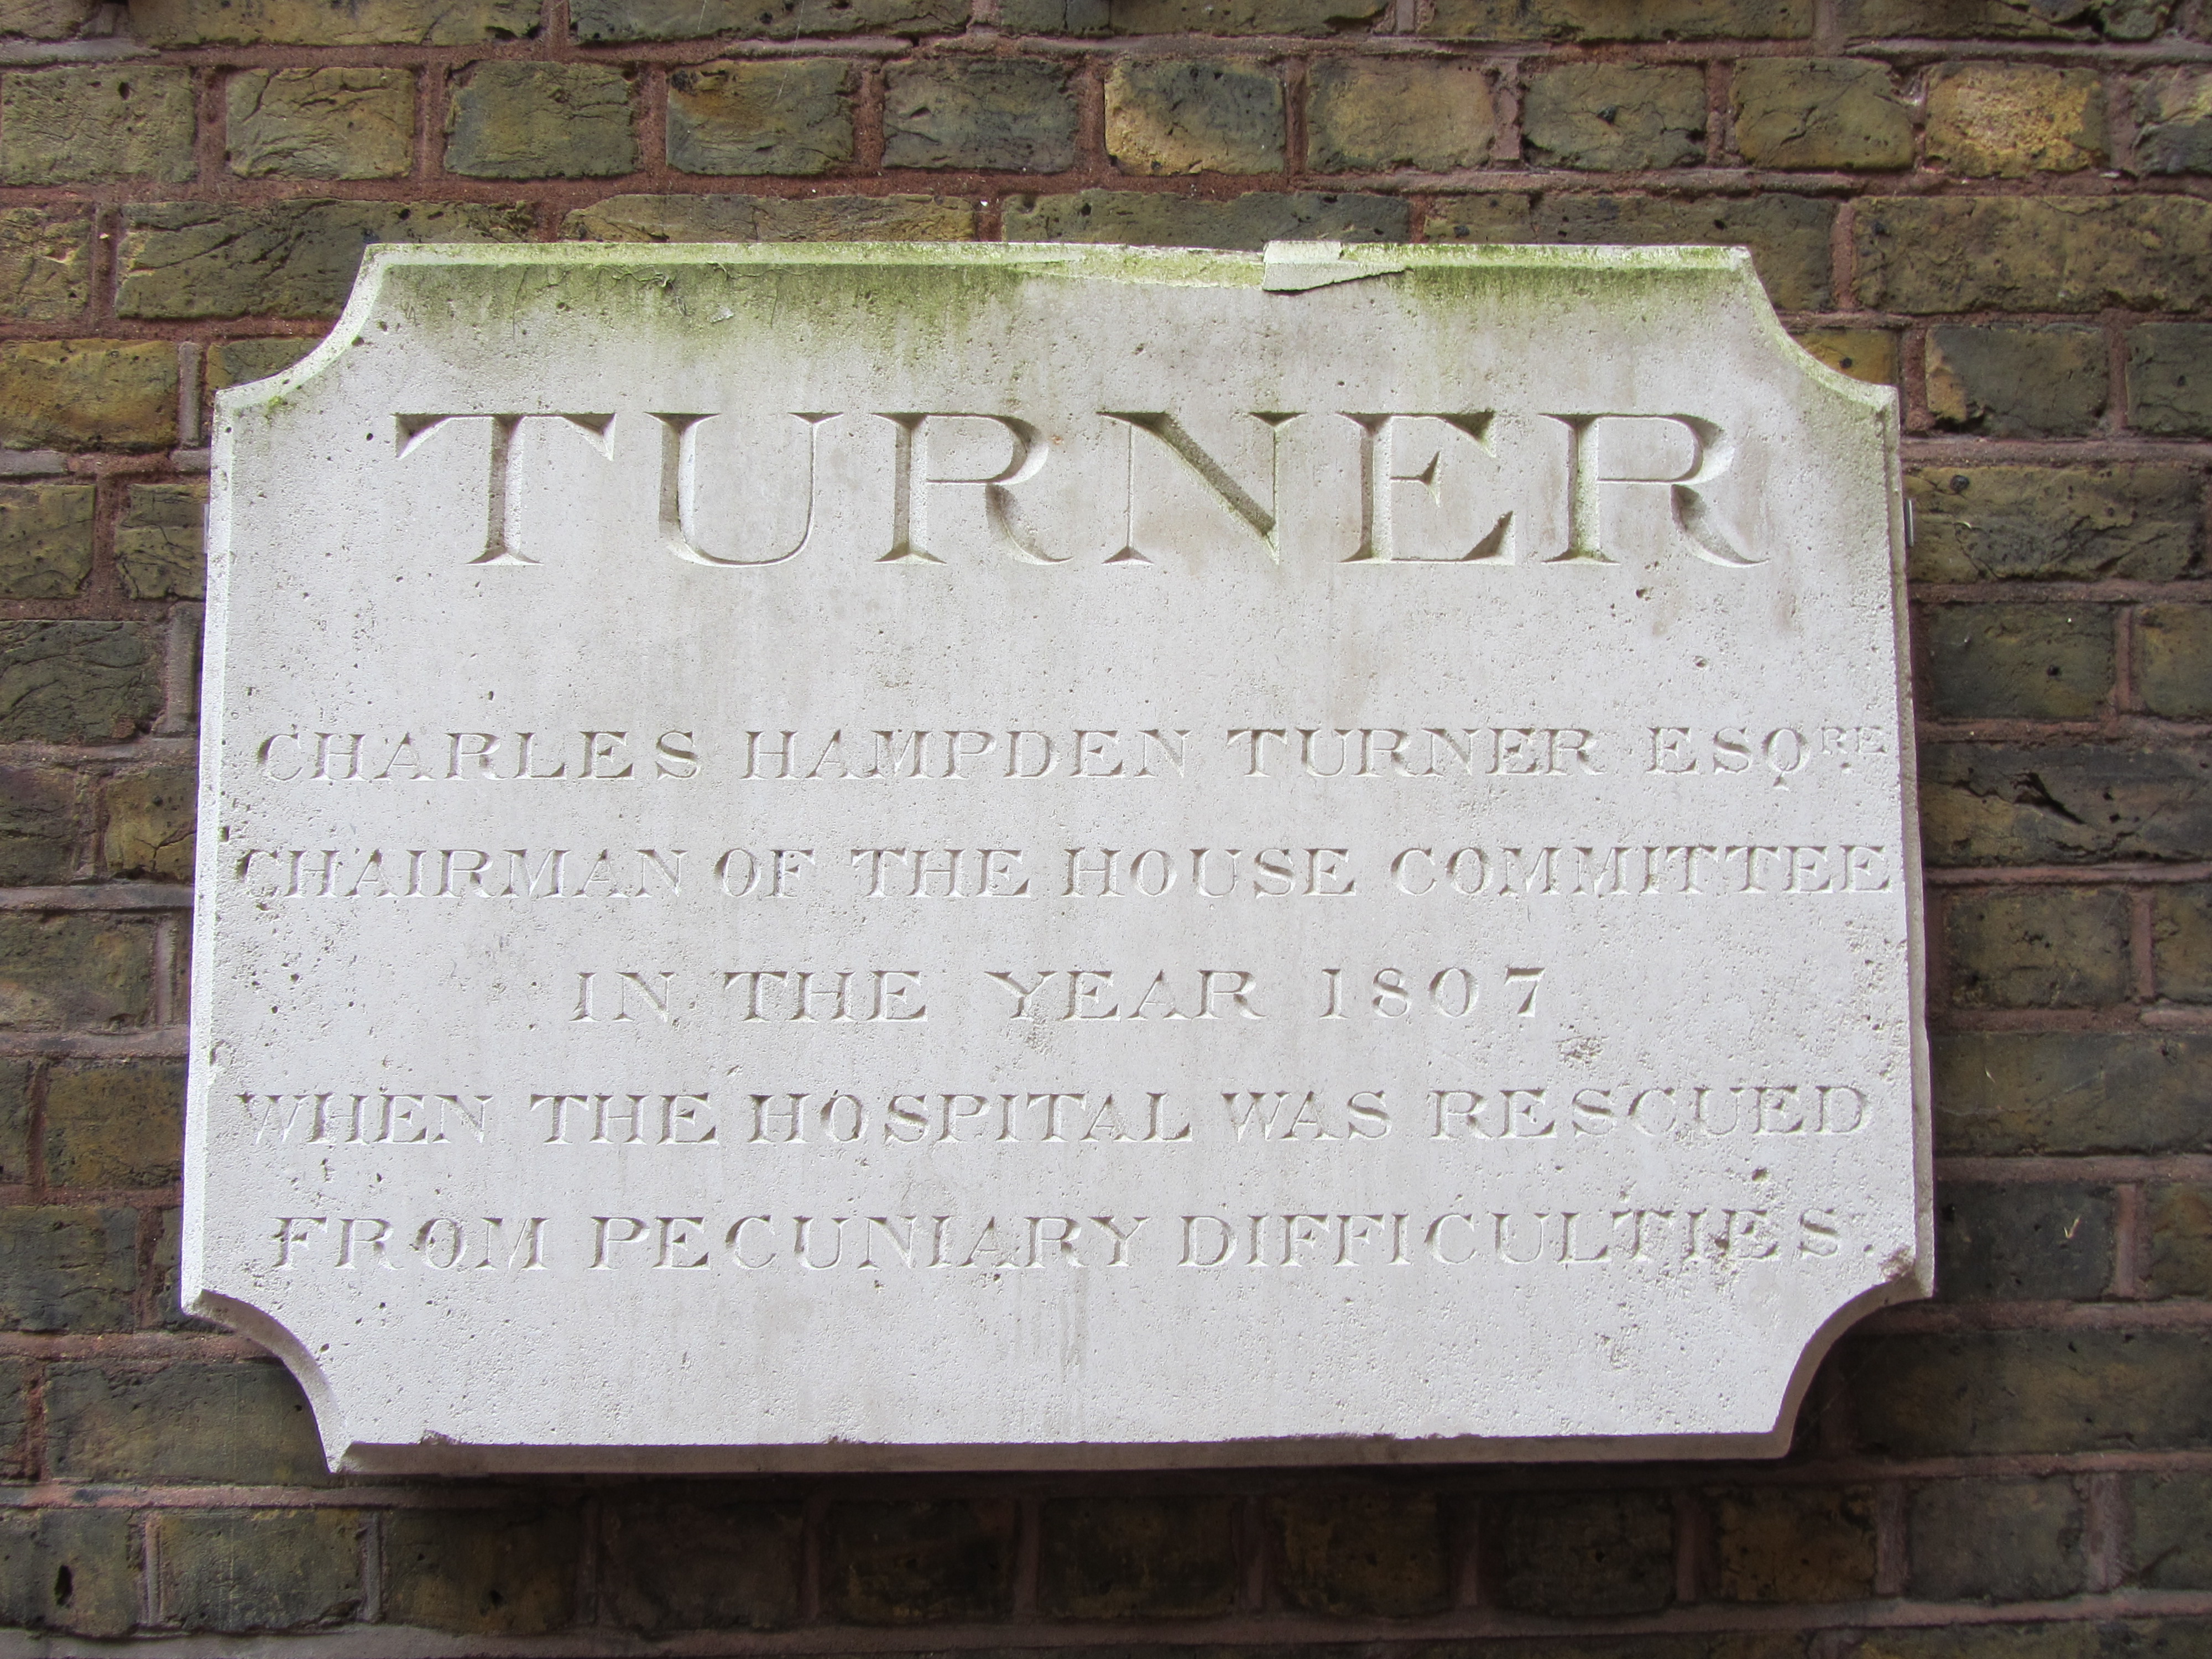 TURNER
CHARLES HAMPDEN TURNER ESQRE
CHAIRMAN OF THE HOUSE COMMITTEE
IN THE YEAR 1807
WHEN THE HOSPITAL WAS RESCUED
FROM PECUNIARY DIFFICULTIES.